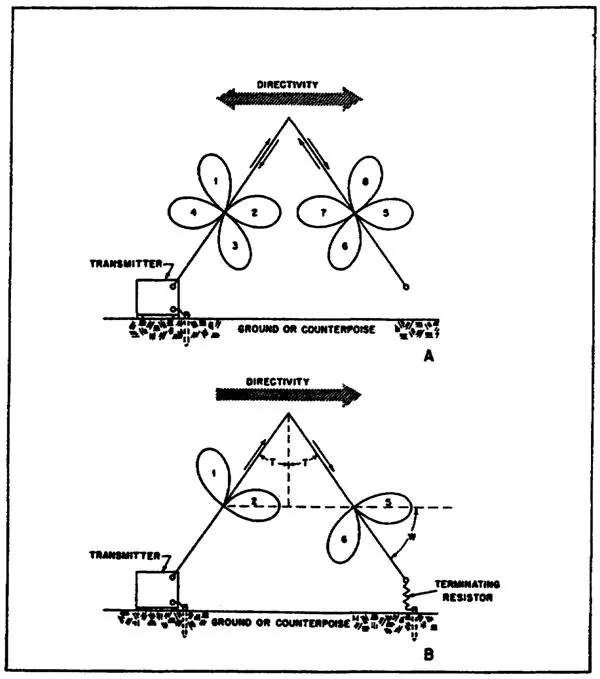 DIRECTIVITY
1
8
4
2
7
5
3
6
TRANSMITTER
GROUND OR COUNTERPOISE
A
DIRECTIVITY
T T
1
2
5
6
W
TRANSMITTER
TERMINATING
RESISTOR
GROUND OR COUNTERPOISE
B